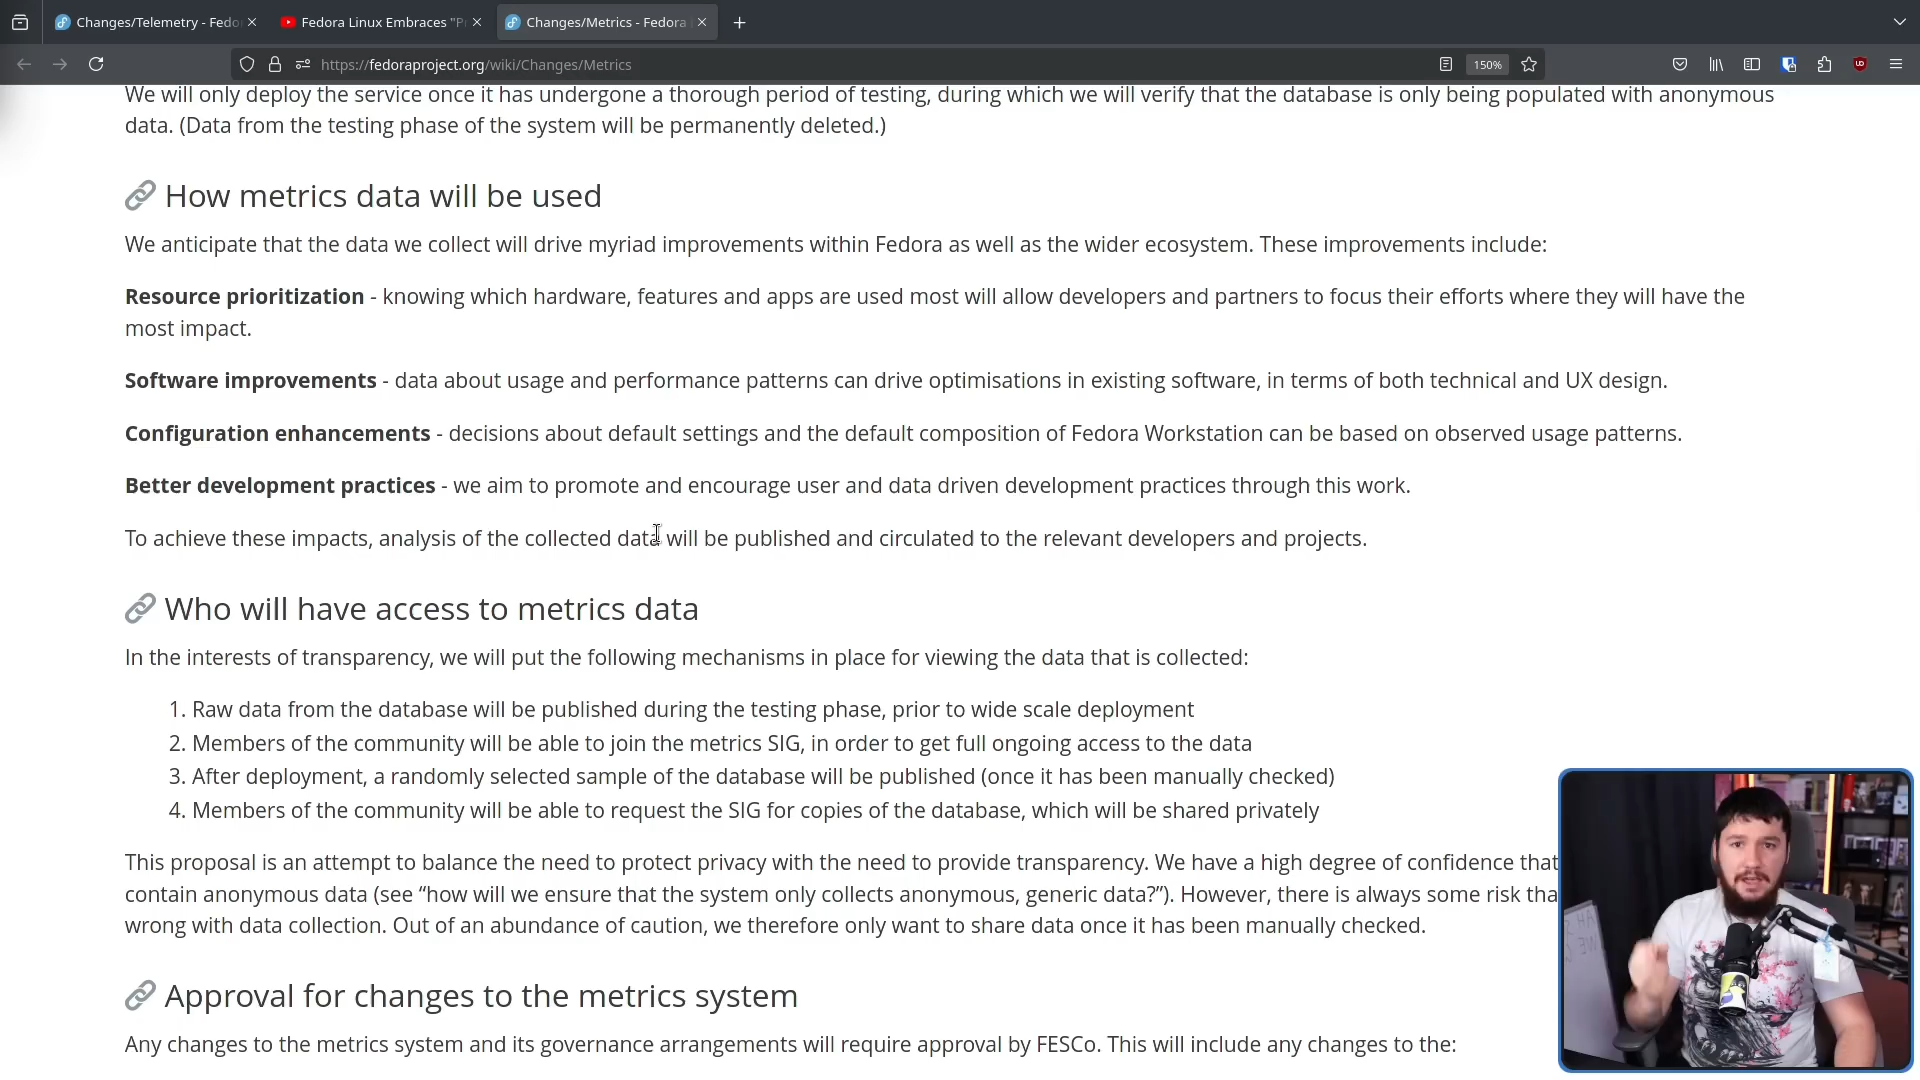 Changes/Telemetry - Fedo
Fedora Linux Embraces "P
Changes/Metrics - Fedora
https://fedoraproject.org/wiki/Changes/Metrics
150%
We will only deploy the service once it has undergone a thorough period of testing, during which we will verify that the database is only being populated with anonymous
data. (Data from the testing phase of the system will be permanently deleted.)
How metrics data will be used
We anticipate that the data we collect will drive myriad improvements within Fedora as well as the wider ecosystem. These improvements include:
Resource prioritization - knowing which hardware, features and apps are used most will allow developers and partners to focus their efforts where they will have the
most impact.
Software improvements - data about usage and performance patterns can drive optimisations in existing software, in terms of both technical and UX design.
Configuration enhancements - decisions about default settings and the default composition of Fedora Workstation can be based on observed usage patterns.
Better development practices - we aim to promote and encourage user and data driven development practices through this work.
To achieve these impacts, analysis of the collected data will be published and circulated to the relevant developers and projects.
Who will have access to metrics data
In the interests of transparency, we will put the following mechanisms in place for viewing the data that is collected:
1. Raw data from the database will be published during the testing phase, prior to wide scale deployment
2. Members of the community will be able to join the metrics SIG, in order to get full ongoing access to the data
3. After deployment, a randomly selected sample of the database will be published (once it has been manually checked)
4. Members of the community will be able to request the SIG for copies of the database, which will be shared privately
This proposal is an attempt to balance the need to protect privacy with the need to provide transparency. We have a high degree of confidence that
contain anonymous data (see “how will we ensure that the system only collects anonymous, generic data?”). However, there is always some risk tha
wrong with data collection. Out of an abundance of caution, we therefore only want to share data once it has been manually checked.
Approval for changes to the metrics system
Any changes to the metrics system and its governance arrangements will require approval by FESCo. This will include any changes to the: